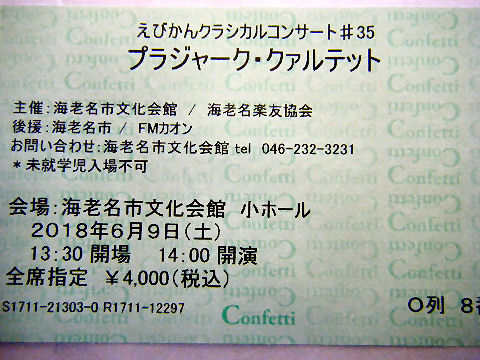 えびかんクラシカルコンサート♯35
プラジャーク・クァルテット
主催:海老名市文化会館 / 海老名楽友協会
後援:海老名市 / FMカオン
お問い合わせ:海老名市文化会館 tel 046-232-3231
*未就学児入場不可
会場:海老名市文化会館 小ホール
2018年6月9日(土)
13:30 開場 14:00 開演
全席指定 ¥4,000(税込)
S1711-21303-0 R1711-12297
Confetti
O列 8